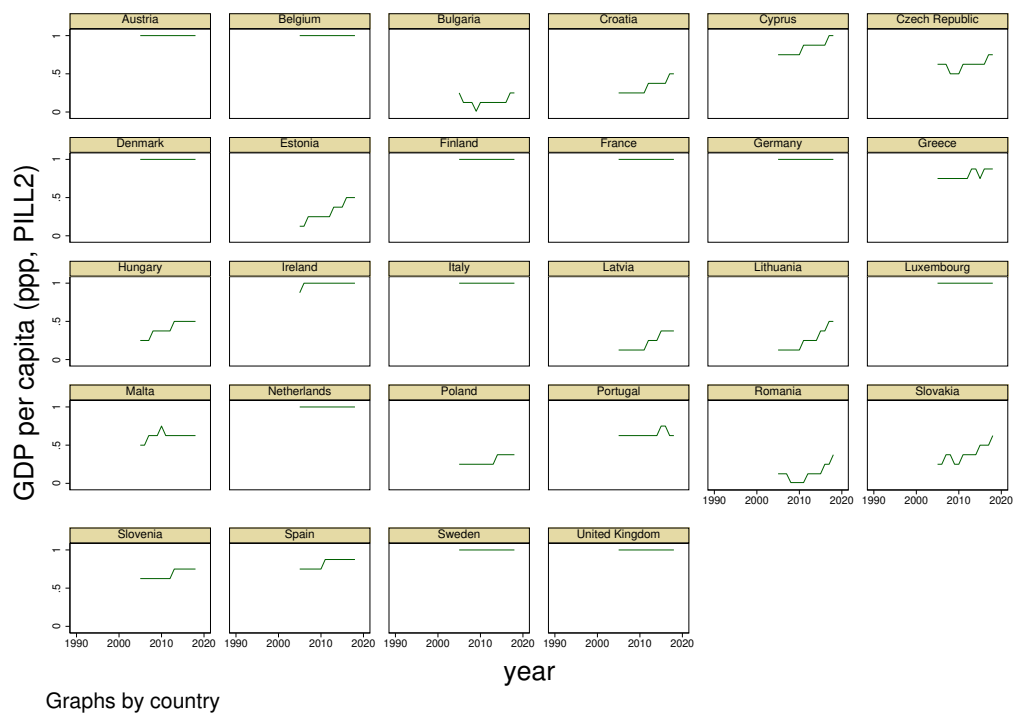 GDP per capita (ppp, PILL2)
Austria Belgium Bulgaria Croatia Cyprus Czech Republic
1
.5
0
Denmark Estonia Finland France Germany Greece
1
.5
0
Hungary Ireland Italy Latvia Lithuania Luxembourg
1
.5
0
Malta Netherlands Poland Portugal Romania Slovakia
1
.5
0
1990 2000 2010 2020 1990 2000 2010 2020
Slovenia Spain Sweden United Kingdom
1
.5
0
1990 2000 2010 2020 1990 2000 2010 2020 1990 2000 2010 2020 1990 2000 2010 2020
year
Graphs by country